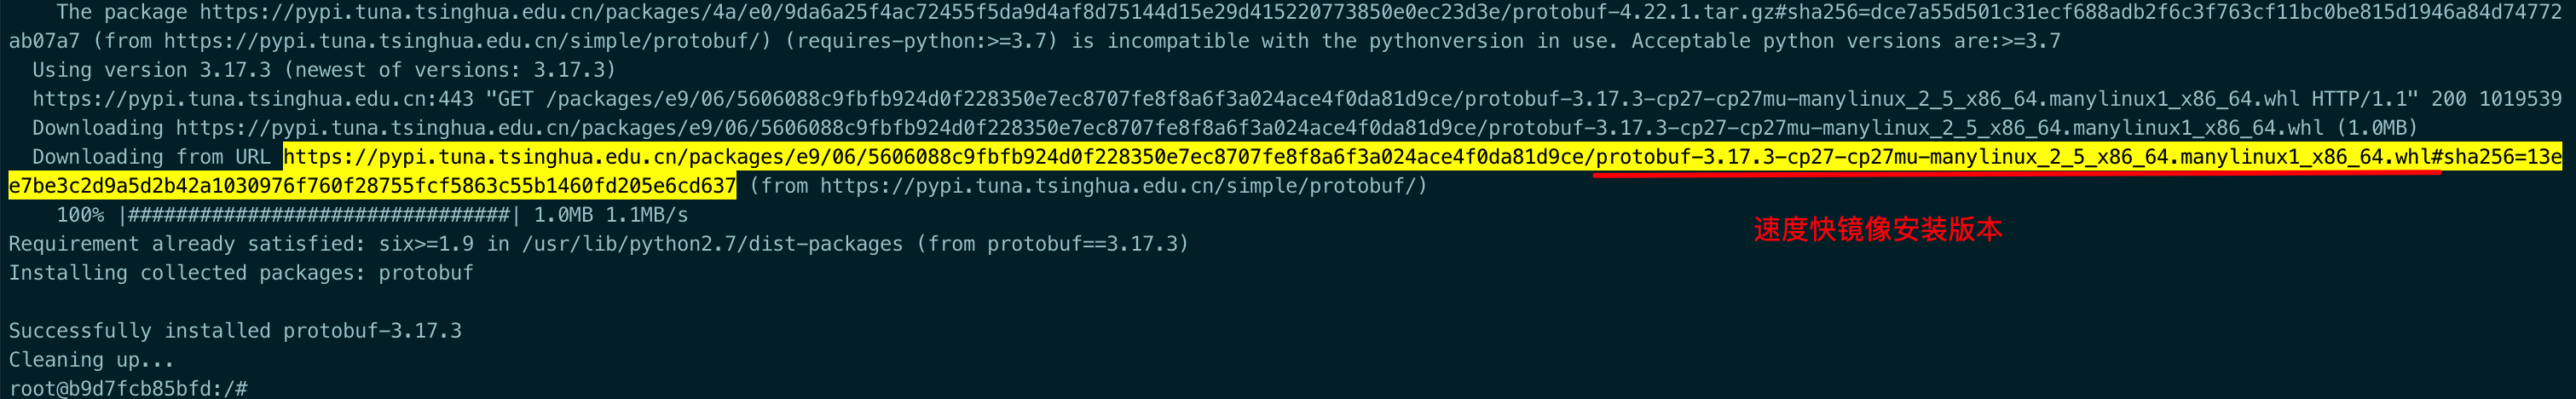 The package https://pypi.tuna.tsinghua.edu.cn/packages/4a/e0/9da6a25f4ac72455f5da9d4af8d75144d15e29d415220773850e0ec23d3e/protobuf-4.22.1.tar.gz#sha256=dce7a55d501c31ecf688adb2f6c3f763cf11bc0be815d1946a84d74772
ab07a7 (from https://pypi.tuna.tsinghua.edu.cn/simple/protobuf/) (requires-python:>=3.7) is incompatible with the pythonversion in use. Acceptable python versions are:>=3.7
Using version 3.17.3 (newest of versions: 3.17.3)
https://pypi.tuna.tsinghua.edu.cn:443 "GET /packages/e9/06/5606088c9fbfb924d0f228350e7ec8707fe8f8a6f3a024ace4f0da81d9ce/protobuf-3.17.3-cp27-cp27mu-manylinux_2_5_x86_64.manylinux1_x86_64.whl HTTP/1.1" 200 1019539
Downloading https://pypi.tuna.tsinghua.edu.cn/packages/e9/06/5606088c9fbfb924d0f228350e7ec8707fe8f8a6f3a024ace4f0da81d9ce/protobuf-3.17.3-cp27-cp27mu-manylinux_2_5_x86_64.manylinux1_x86_64.whl (1.0MB)
Downloading from URL https://pypi.tuna.tsinghua.edu.cn/packages/e9/06/5606088c9fbfb924d0f228350e7ec8707fe8f8a6f3a024ace4f0da81d9ce/protobuf-3.17.3-cp27-cp27mu-manylinux_2_5_x86_64.manylinux1_x86_64.whl#sha256=13e
e7be3c2d9a5d2b42a1030976f760f28755fcf5863c55b1460fd205e6cd637 (from https://pypi.tuna.tsinghua.edu.cn/simple/protobuf/)
100% |################################| 1.0MB 1.1MB/s
速度快镜像安装版本
Requirement already satisfied: six>=1.9 in /usr/lib/python2.7/dist-packages (from protobuf==3.17.3)
Installing collected packages: protobuf
Successfully installed protobuf-3.17.3
Cleaning up...
root@b9d7fcb85bfd:/#